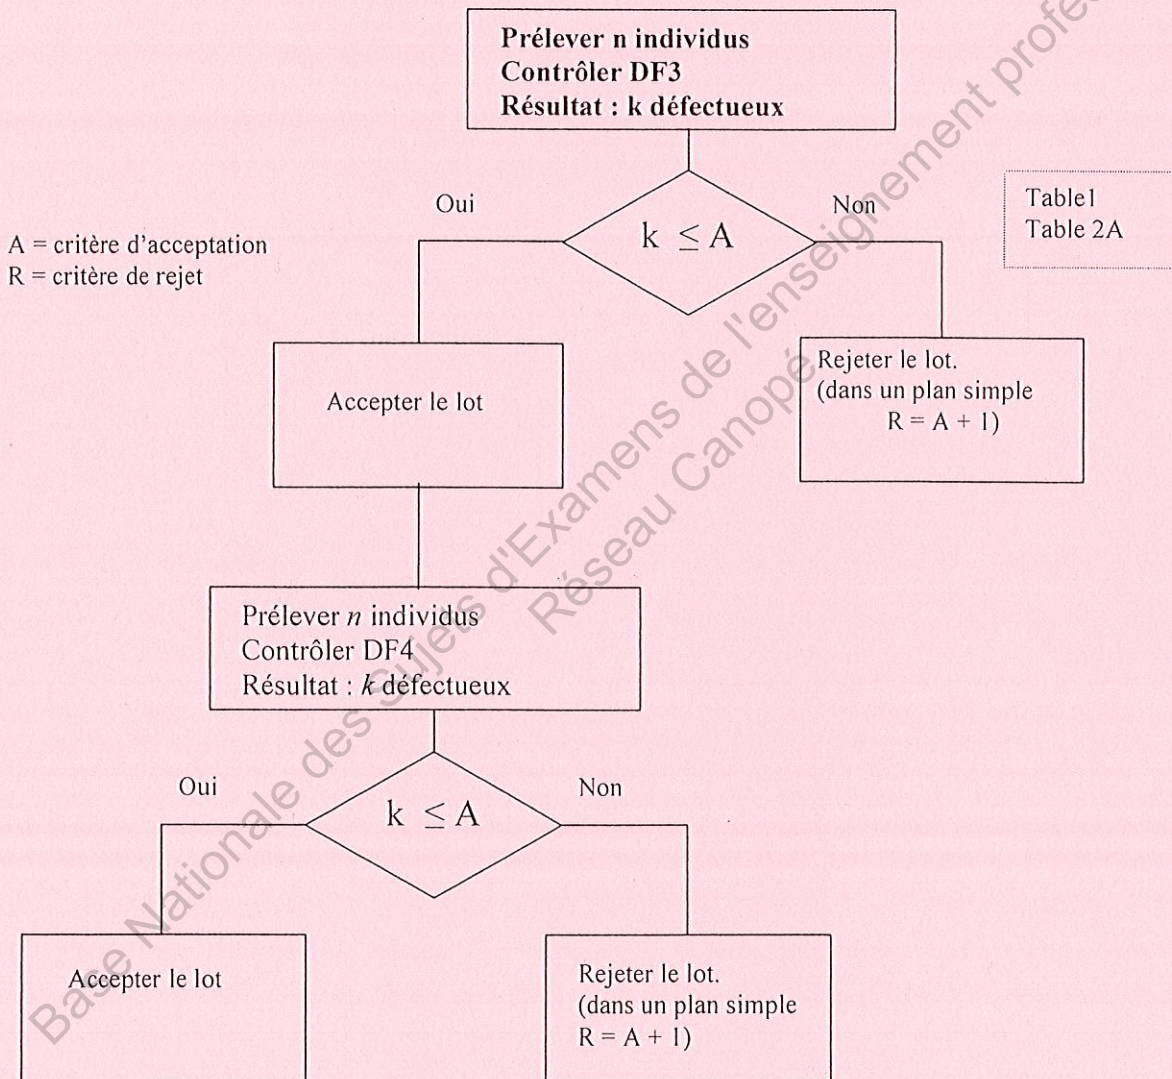 Prélever n individus
Contrôler DF3
Résultat : k défectueux
Oui
Non
k ≤ A
Table1
Table 2A
A = critère d'acceptation
R = critère de rejet
Accepter le lot
Rejeter le lot.
(dans un plan simple
R = A + 1)
Prélever n individus
Contrôler DF4
Résultat : k défectueux
Oui
Non
k ≤ A
Accepter le lot
Rejeter le lot.
(dans un plan simple
R = A + 1)
Base Nationale des Sujets d'Examens de l'enseignement
Réseau Canopé